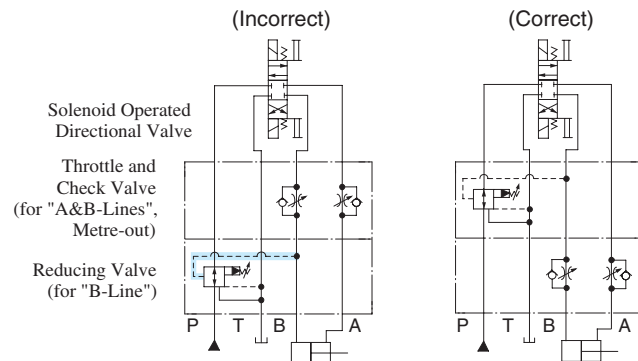 (Incorrect)
(Correct)
Solenoid Operated
Directional Valve
Throttle and
Check Valve
(for "A&B-Lines",
Metre-out)
Reducing Valve
(for "B-Line")
P T B A
P T B A